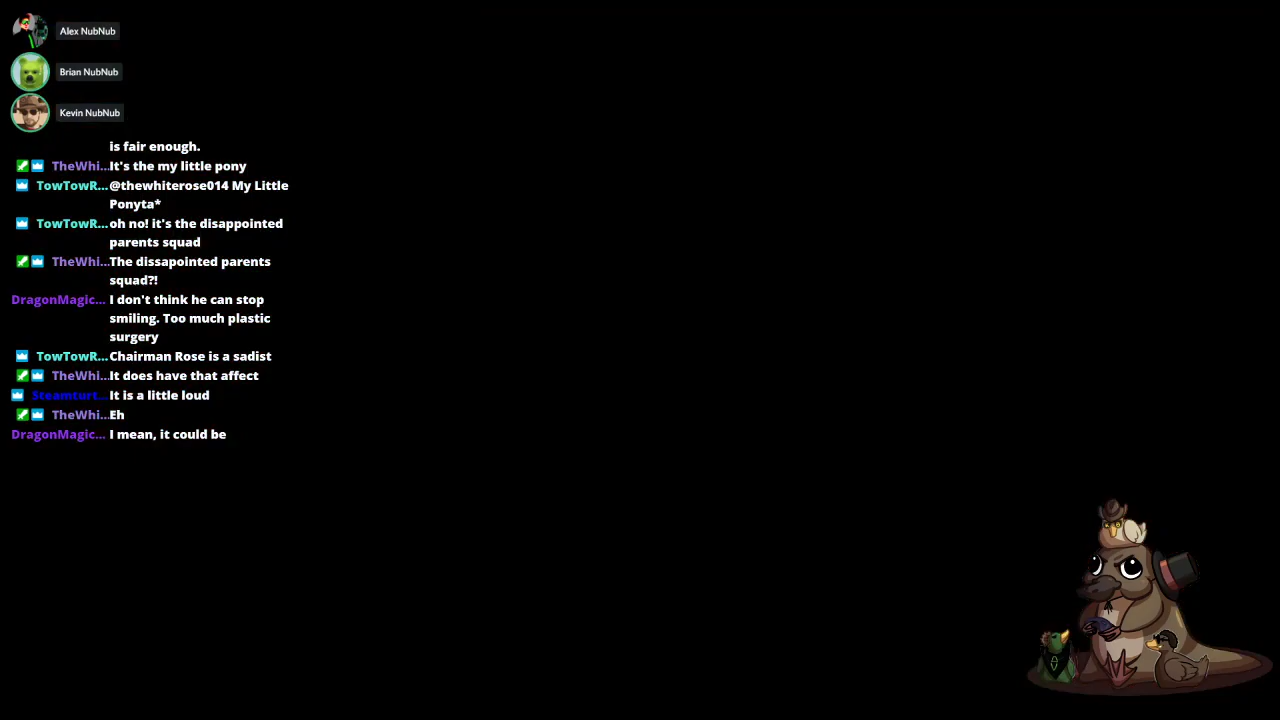 Alex NubNub
Brian NubNub
Kevin NubNub
is fair enough.
TheWhi... It's the my little pony
TowTowR... @thewhiterose014 My Little
Ponyta*
TowTowR... oh no! it's the disappointed
parents squad
TheWhi... The dissapointed parents
squad?!
DragonMagic... I don't think he can stop
smiling. Too much plastic
surgery
TowTowR... Chairman Rose is a sadist
TheWhi... It does have that affect
Steamturt... It is a little loud
TheWhi... Eh
DragonMagic... I mean, it could be